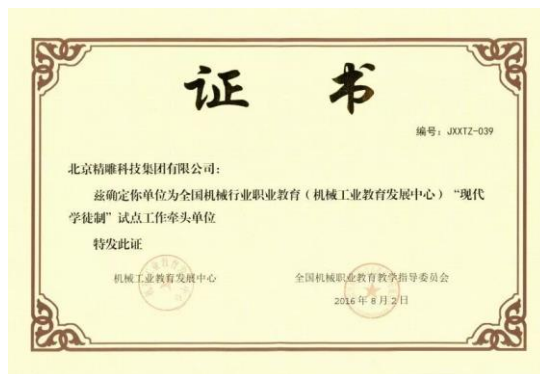 证 书
编号：JXXTZ-039
北京精雕科技集团有限公司：
兹确定你单位为全国机械行业职业教育（机械工业教育发展中心）“现代
学徒制”试点工作牵头单位
特发此证
机械工业教育发展中心 全国机械职业教育教学指导委员会
2016年8月2日